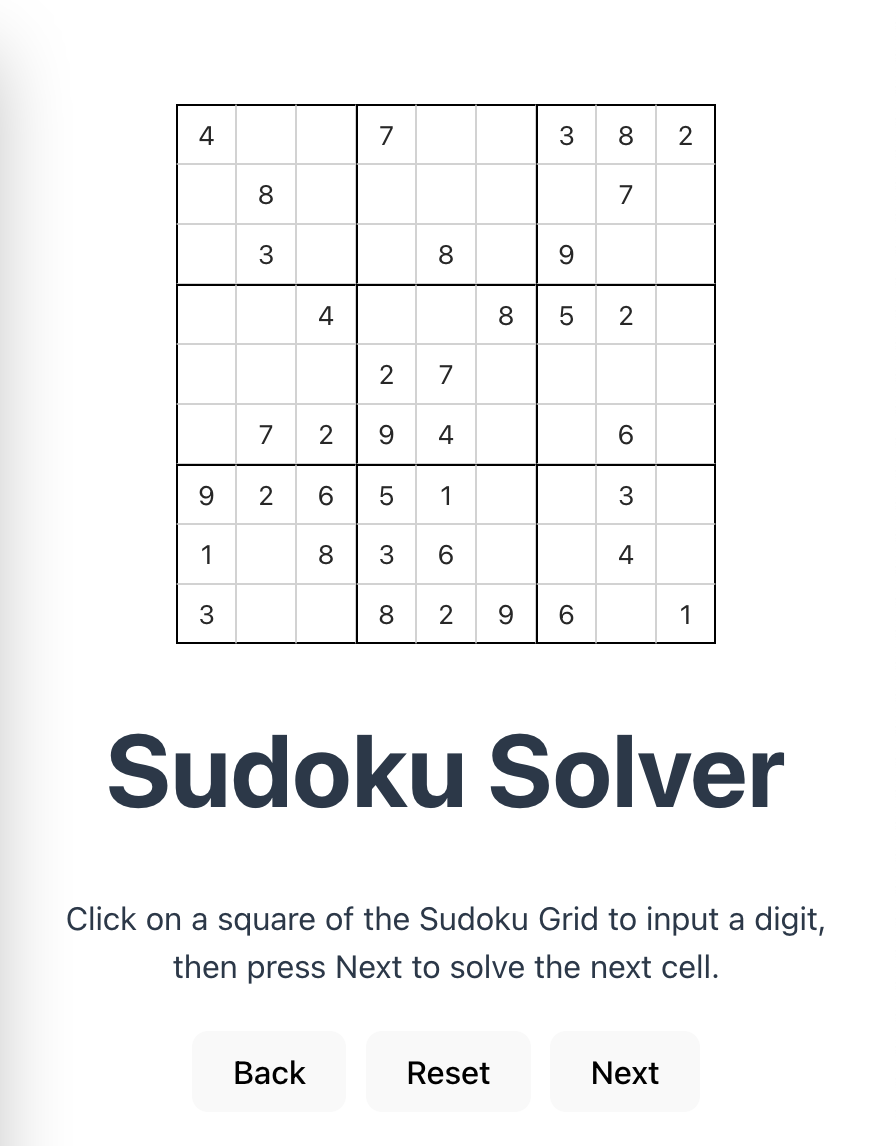 4 7 3 8 2
8 7
3 8 9
4 8 5 2
2 7
7 2 9 4 6
9 2 6 5 1 3
1 8 3 6 4
3 8 2 9 6 1
Sudoku Solver
Click on a square of the Sudoku Grid to input a digit,
then press Next to solve the next cell.
Back Reset Next